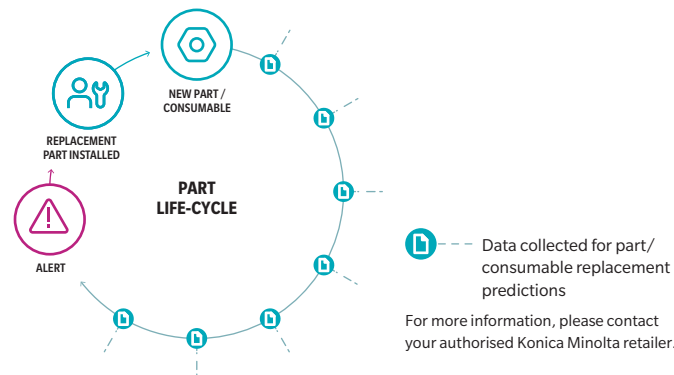 NEW PART /
CONSUMABLE
REPLACEMENT
PART INSTALLED
PART
LIFE-CYCLE
ALERT
Data collected for part/
consumable replacement
predictions
For more information, please contact
your authorised Konica Minolta retailer.